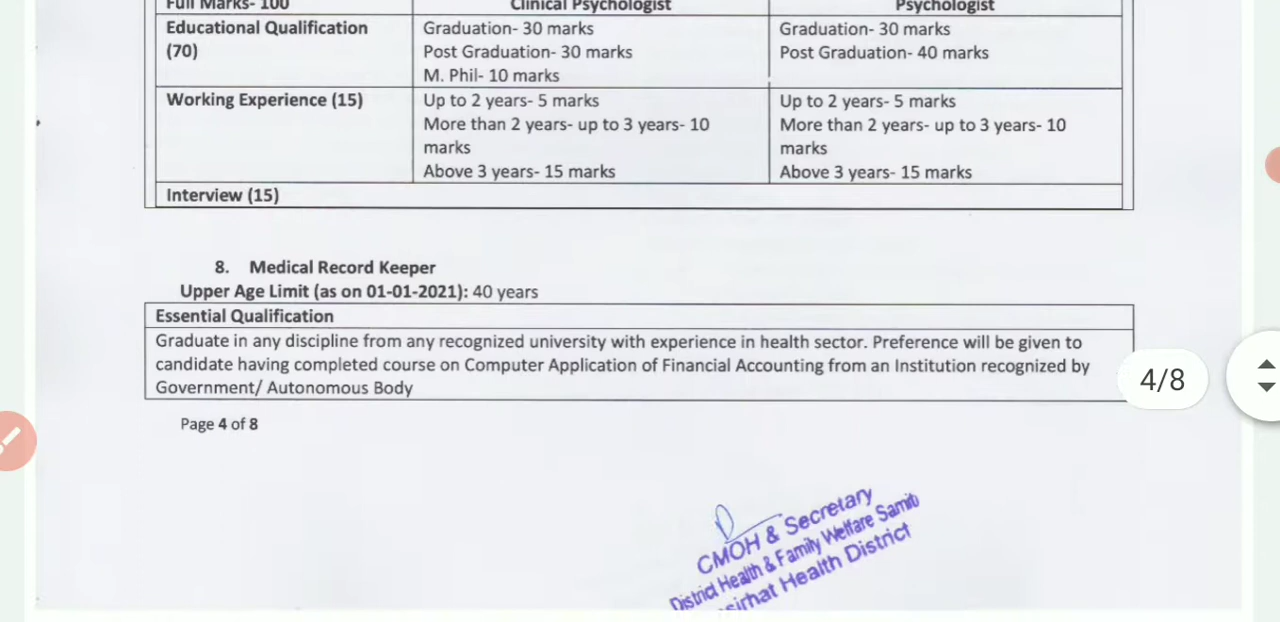 Full Marks- 100 Clinical Psychologist Psychologist
Educational Qualification Graduation- 30 marks Graduation- 30 marks
(70) Post Graduation- 30 marks Post Graduation- 40 marks
M. Phil- 10 marks
Working Experience (15) Up to 2 years- 5 marks Up to 2 years- 5 marks
More than 2 years- up to 3 years- 10 More than 2 years- up to 3 years- 10
marks marks
Above 3 years- 15 marks Above 3 years- 15 marks
Interview (15)
8. Medical Record Keeper
Upper Age Limit (as on 01-01-2021): 40 years
Essential Qualification
Graduate in any discipline from any recognized university with experience in health sector. Preference will be given to
candidate having completed course on Computer Application of Financial Accounting from an Institution recognized by
Government/ Autonomous Body
4/8
Page 4 of 8
CMOH & Secretary
District Health & Family Welfare Samiti
Health District